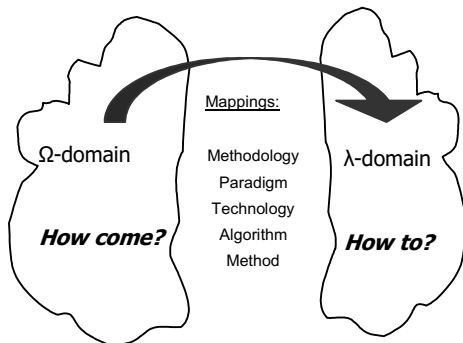 Mappings:
Ω-domain
λ-domain
Methodology
Paradigm
Technology
Algorithm
Method
How come?
How to?